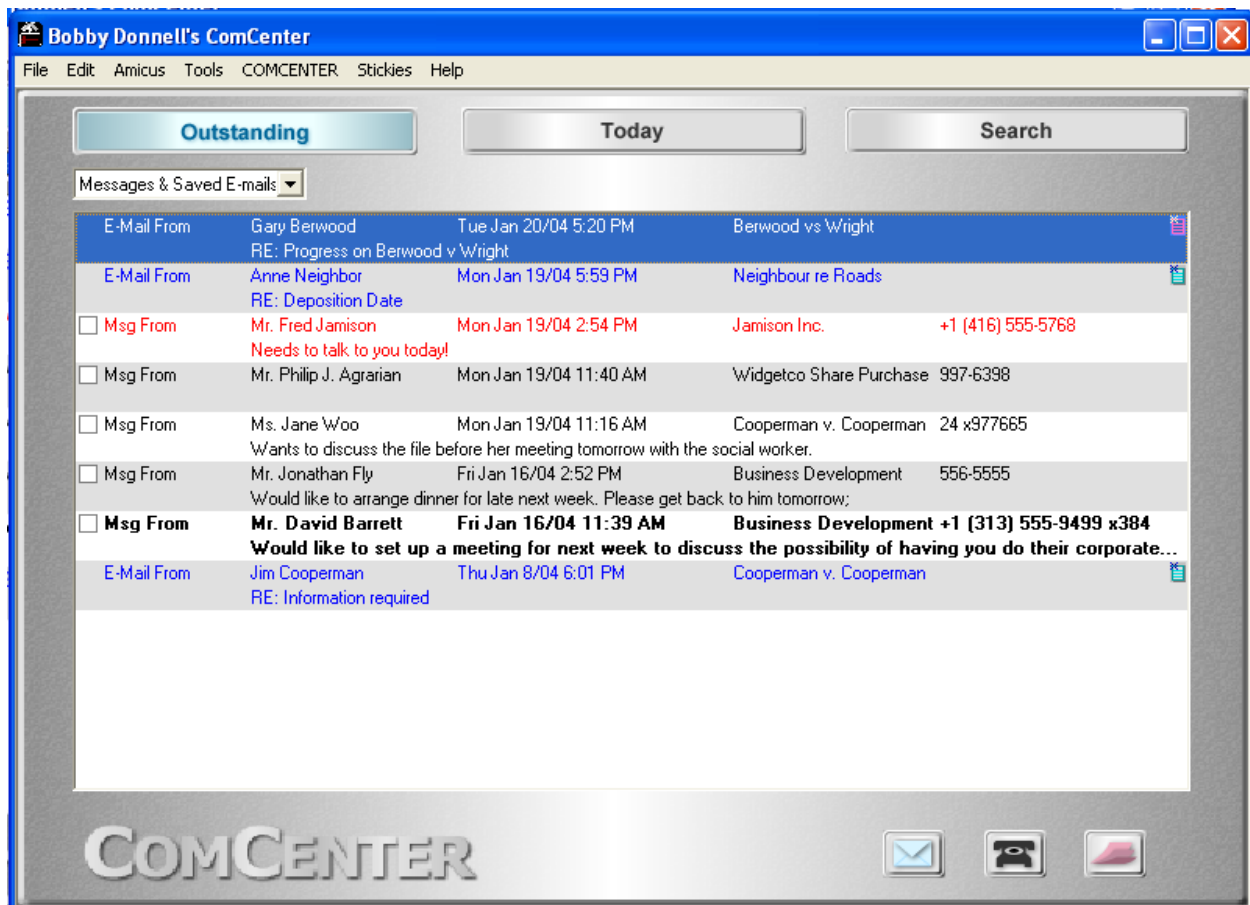 Bobby Donnell's ComCenter
File Edit Amicus Tools COMCENTER Stickies Help
Outstanding Today Search
Messages & Saved E-mails
E-Mail From Gary Berwood Tue Jan 20/04 5:20 PM Berwood vs Wright
RE: Progress on Berwood v Wright
E-Mail From Anne Neighbor Mon Jan 19/04 5:59 PM Neighbour re Roads
RE: Deposition Date
Msg From Mr. Fred Jamison Mon Jan 19/04 2:54 PM Jamison Inc. +1 (416) 555-5768
Needs to talk to you today!
Msg From Mr. Philip J. Agrarian Mon Jan 19/04 11:40 AM Widgetco Share Purchase 997-6398
Msg From Ms. Jane Woo Mon Jan 19/04 11:16 AM Cooperman v. Cooperman 24 x977665
Wants to discuss the file before her meeting tomorrow with the social worker.
Msg From Mr. Jonathan Fly Fri Jan 16/04 2:52 PM Business Development 556-5555
Would like to arrange dinner for late next week. Please get back to him tomorrow;
Msg From Mr. David Barrett Fri Jan 16/04 11:39 AM Business Development +1 (313) 555-9499 x384
Would like to set up a meeting for next week to discuss the possibility of having you do their corporate...
E-Mail From Jim Cooperman Thu Jan 8/04 6:01 PM Cooperman v. Cooperman
RE: Information required
COMCENTER